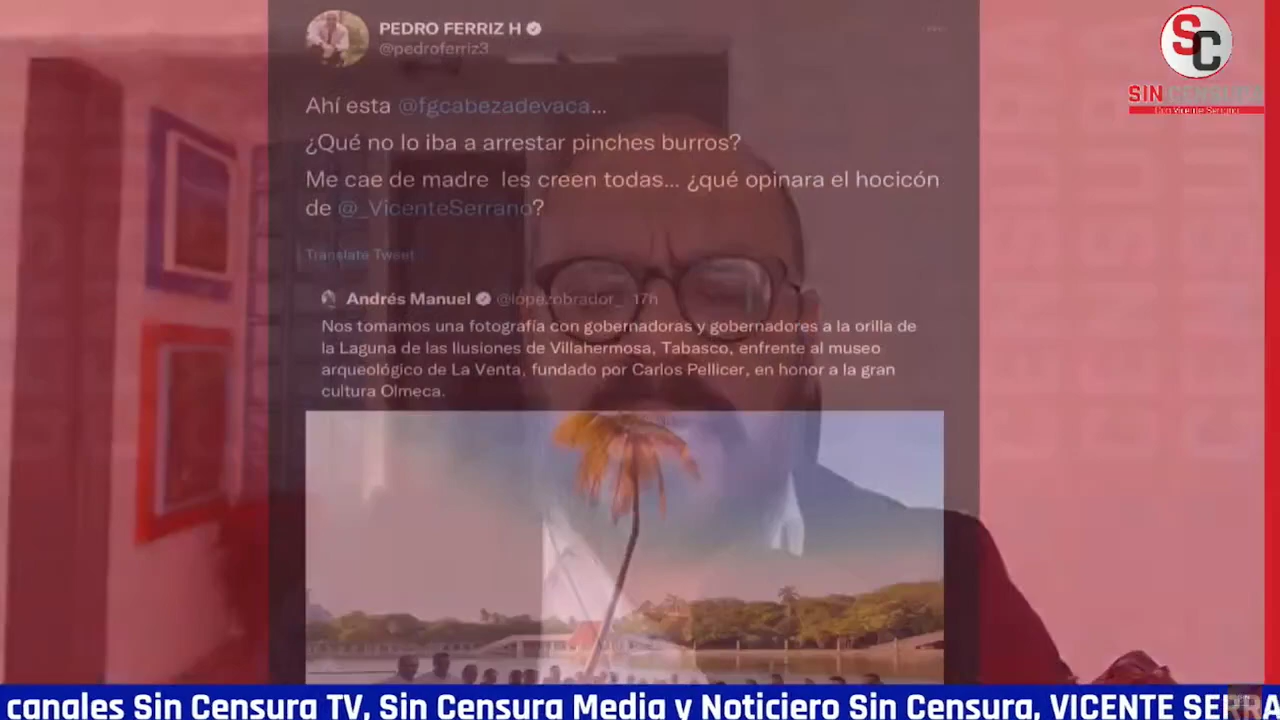 PEDRO FERRIZ H
@pedroferriz3
SC
SIN CENSURA
Con Vicente Serrano
Ahí esta @fgcabezadevaca...
¿Qué no lo iba a arrestar pinches burros?
Me cae de madre les creen todas... ¿qué opinara el hocicón
de @_VicenteSerrano?
Translate Tweet
Andrés Manuel @lopezobrador_ 17h
Nos tomamos una fotografía con gobernadoras y gobernadores a la orilla de
la Laguna de las Ilusiones de Villahermosa, Tabasco, enfrente al museo
arqueológico de La Venta, fundado por Carlos Pellicer, en honor a la gran
cultura Olmeca.
canales Sin Censura TV, Sin Censura Media y Noticiero Sin Censura, VICENTE SERRA